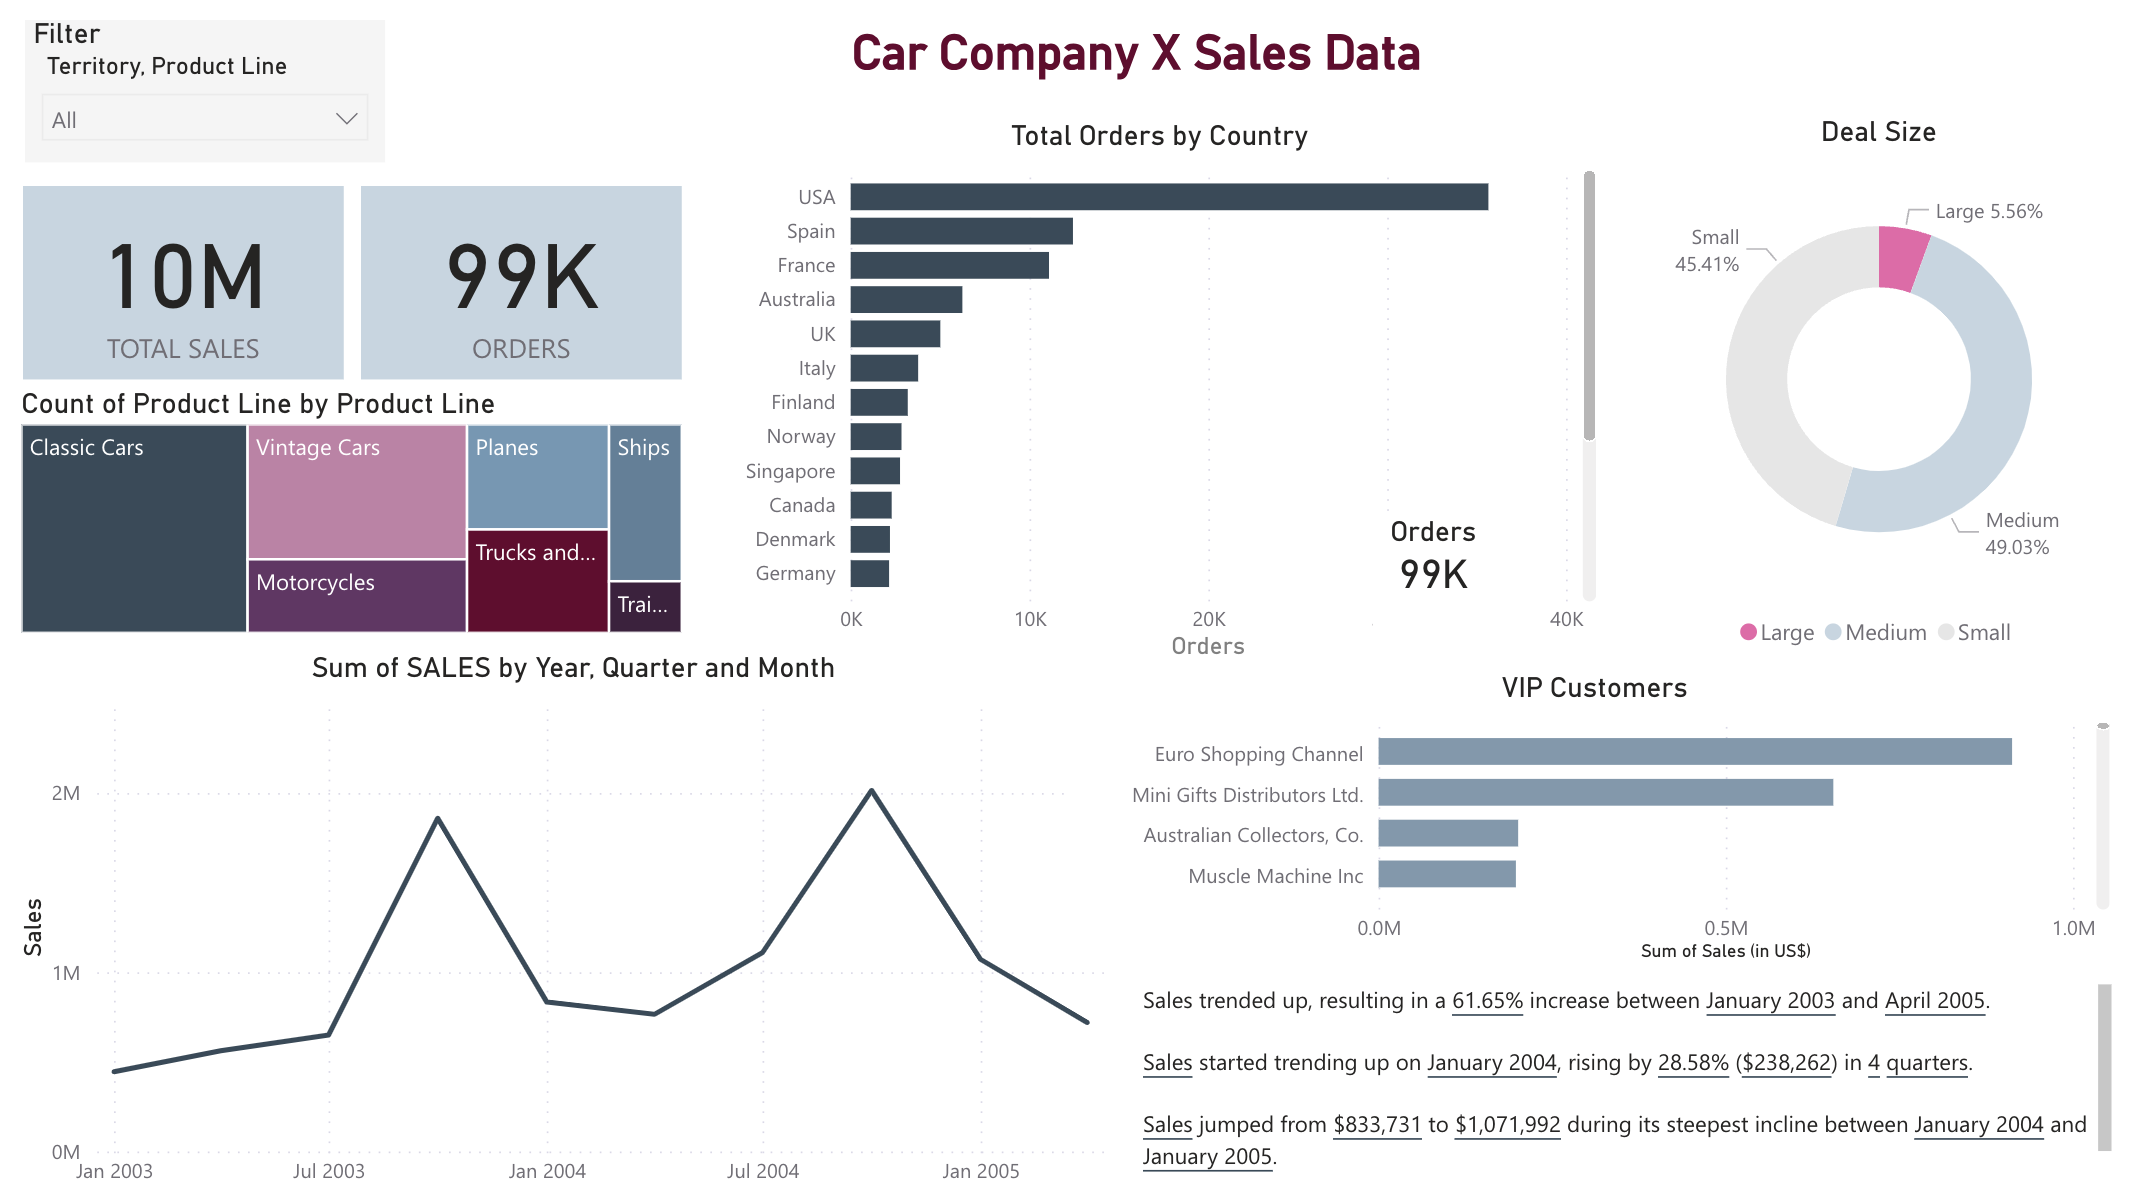 Filter
Territory, Product Line
All
Car Company X Sales Data
10M
TOTAL SALES
99K
ORDERS
Count of Product Line by Product Line
Classic Cars
Vintage Cars
Motorcycles
Planes
Trucks and...
Ships
Trai...
Total Orders by Country
USA
Spain
France
Australia
UK
Italy
Finland
Norway
Singapore
Canada
Denmark
Germany
Orders
99K
0K 10K 20K 40K
Orders
Deal Size
Large 5.56%
Small
45.41%
Medium
49.03%
Large Medium Small
Sum of SALES by Year, Quarter and Month
Sales
2M
1M
0M
Jan 2003 Jul 2003 Jan 2004 Jul 2004 Jan 2005
VIP Customers
Euro Shopping Channel
Mini Gifts Distributors Ltd.
Australian Collectors, Co.
Muscle Machine Inc
0.0M 0.5M 1.0M
Sum of Sales (in US$)
Sales trended up, resulting in a 61.65% increase between January 2003 and April 2005.
Sales started trending up on January 2004, rising by 28.58% ($238,262) in 4 quarters.
Sales jumped from $833,731 to $1,071,992 during its steepest incline between January 2004 and
January 2005.